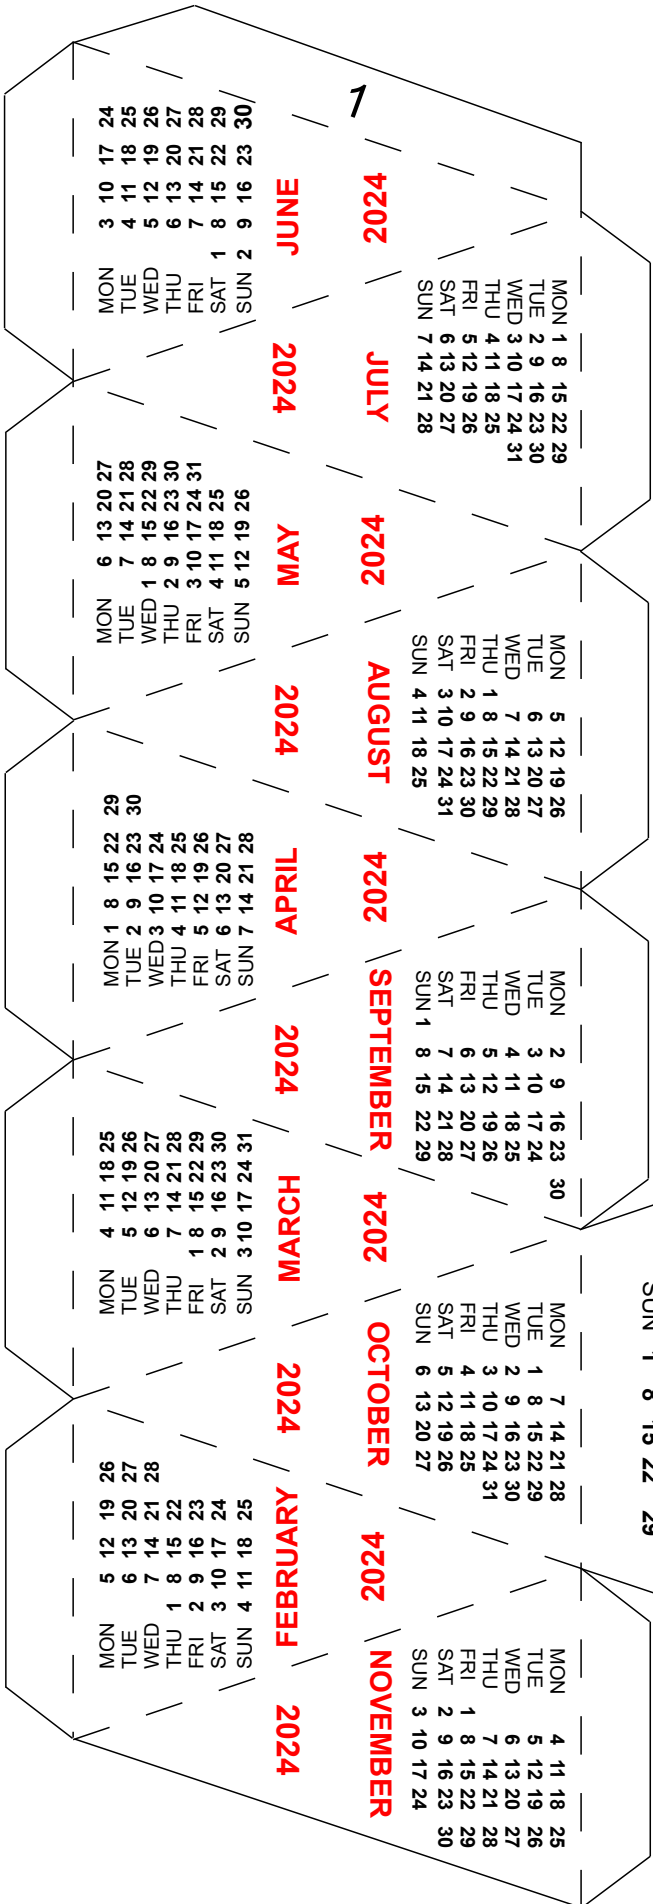 1
2024
JUNE
MON 3 10 17 24
TUE 4 11 18 25
WED 5 12 19 26
THU 6 13 20 27
FRI 7 14 21 28
SAT 1 8 15 22 29
SUN 2 9 16 23 30
2024
JULY
MON 1 8 15 22 29
TUE 2 9 16 23 30
WED 3 10 17 24 31
THU 4 11 18 25
FRI 5 12 19 26
SAT 6 13 20 27
SUN 7 14 21 28
2024
MAY
MON 6 13 20 27
TUE 7 14 21 28
WED 1 8 15 22 29
THU 2 9 16 23 30
FRI 3 10 17 24 31
SAT 4 11 18 25
SUN 5 12 19 26
2024
AUGUST
MON 5 12 19 26
TUE 6 13 20 27
WED 7 14 21 28
THU 1 8 15 22 29
FRI 2 9 16 23 30
SAT 3 10 17 24 31
SUN 4 11 18 25
2024
APRIL
MON 1 8 15 22 29
TUE 2 9 16 23 30
WED 3 10 17 24
THU 4 11 18 25
FRI 5 12 19 26
SAT 6 13 20 27
SUN 7 14 21 28
2024
SEPTEMBER
MON 2 9 16 23 30
TUE 3 10 17 24
WED 4 11 18 25
THU 5 12 19 26
FRI 6 13 20 27
SAT 7 14 21 28
SUN 1 8 15 22 29
2024
MARCH
MON 4 11 18 25
TUE 5 12 19 26
WED 6 13 20 27
THU 7 14 21 28
FRI 1 8 15 22 29
SAT 2 9 16 23 30
SUN 3 10 17 24 31
2024
OCTOBER
MON 7 14 21 28
TUE 1 8 15 22 29
WED 2 9 16 23 30
THU 3 10 17 24 31
FRI 4 11 18 25
SAT 5 12 19 26
SUN 6 13 20 27
SUN 1 8 15 22 29
2024
FEBRUARY
MON 5 12 19 26
TUE 6 13 20 27
WED 7 14 21 28
THU 1 8 15 22
FRI 2 9 16 23
SAT 3 10 17 24
SUN 4 11 18 25
2024
NOVEMBER
MON 4 11 18 25
TUE 5 12 19 26
WED 6 13 20 27
THU 7 14 21 28
FRI 1 8 15 22 29
SAT 2 9 16 23 30
SUN 3 10 17 24
2024